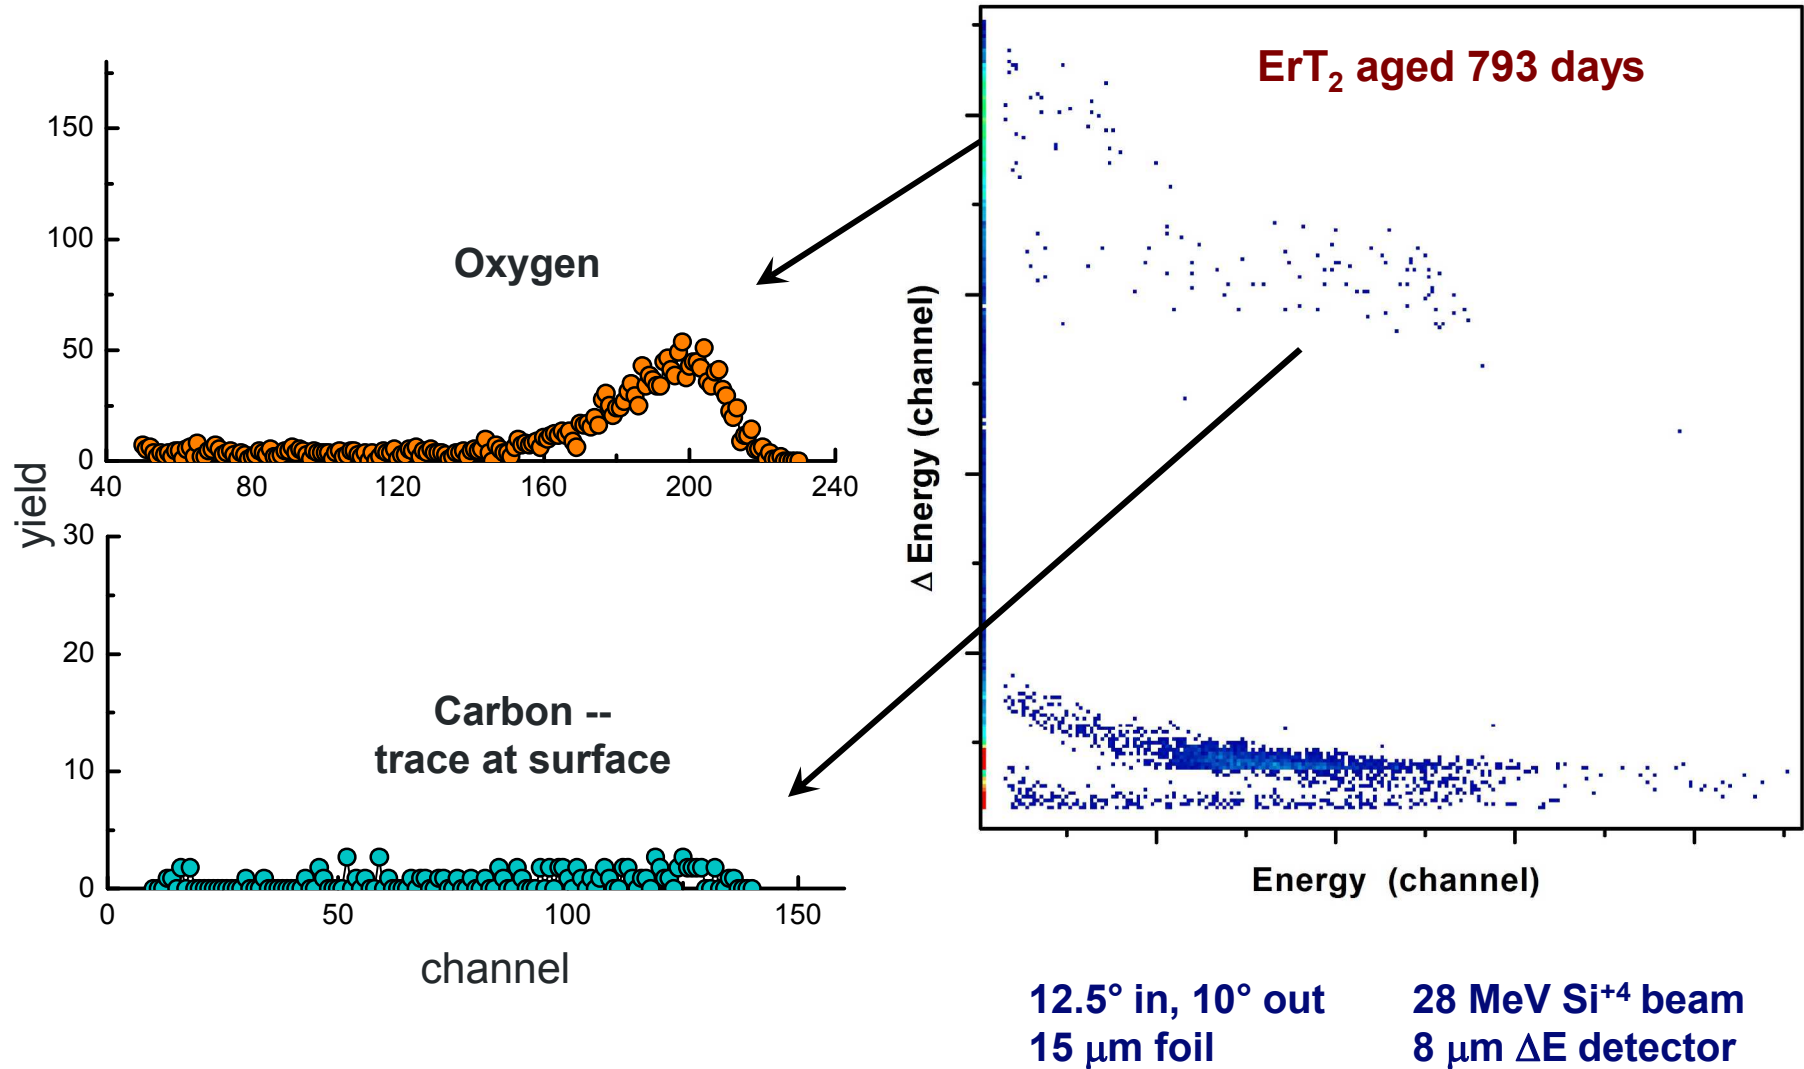 ErT₂ aged 793 days
150
100
50
0
Oxygen
40 80 120 160 200 240
yield
30
20
10
0
Carbon --
trace at surface
0 50 100 150
channel
Δ Energy (channel)
Energy (channel)
12.5° in, 10° out
15 μm foil
28 MeV Si⁺⁴ beam
8 μm ΔE detector